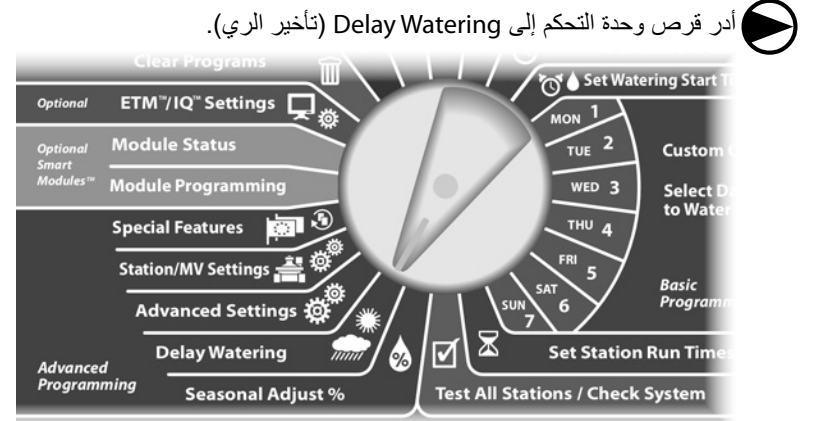 أدر قرص وحدة التحكم إلى Delay Watering (تأخير الري).
Clear Programs
Optional
ETM™/IQ™ Settings
Optional
Smart
Modules™
Module Status
Module Programming
Special Features
Station/MV Settings
Advanced Settings
Delay Watering
Advanced
Programming
Seasonal Adjust %
%
Test All Stations / Check System
Set Station Run Times
Set Watering Start
MON 1
TUE 2
WED 3
THU 4
FRI 5
SAT 6
SUN 7
Custom
Select
to Water
Basic